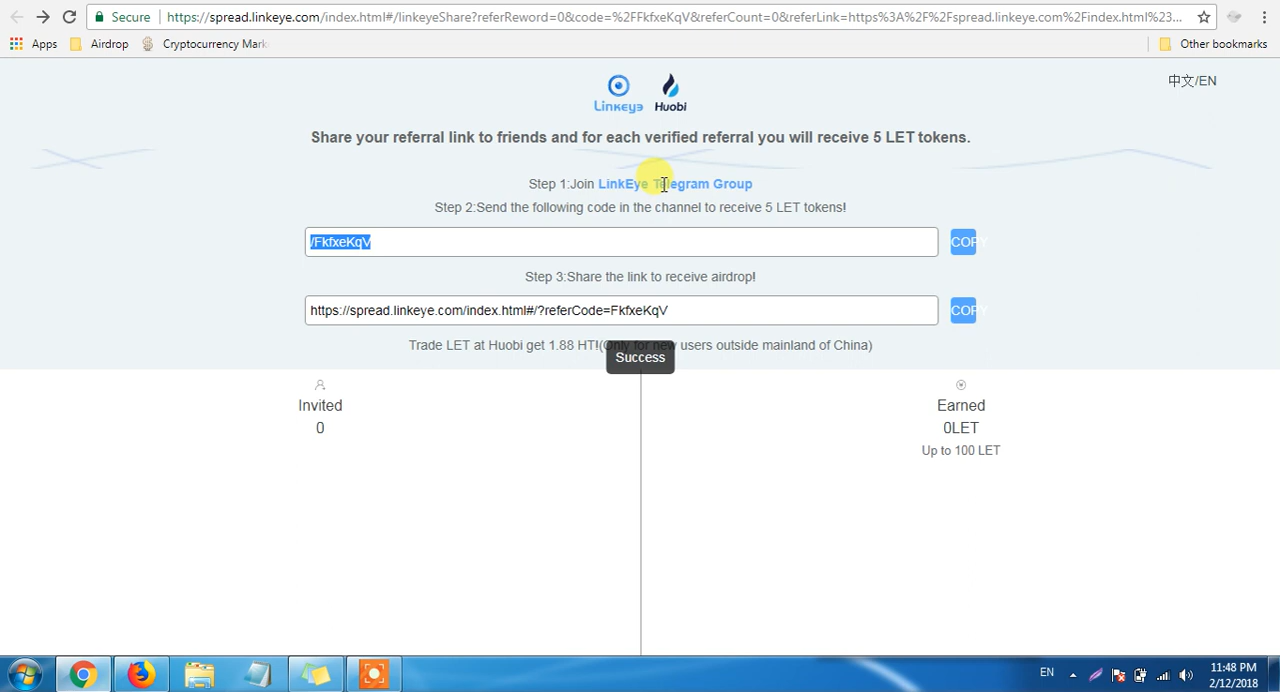 Secure https://spread.linkeye.com/index.html#/linkeyeShare?referReword=0&code=%2FFkfxeKqV&referCount=0&referLink=https%3A%2F%2Fspread.linkeye.com%2Findex.html%23...
Apps Airdrop Cryptocurrency Mark Other bookmarks
中文/EN
Linkeye Huobi
Share your referral link to friends and for each verified referral you will receive 5 LET tokens.
Step 1:Join LinkEye Telegram Group
Step 2:Send the following code in the channel to receive 5 LET tokens!
/FkfxeKqV COPY
Step 3:Share the link to receive airdrop!
https://spread.linkeye.com/index.html#/?referCode=FkfxeKqV COPY
Trade LET at Huobi get 1.88 HT!(Only for new users outside mainland of China)
Success
Invited Earned
0 0LET
Up to 100 LET
EN 11:48 PM
2/12/2018